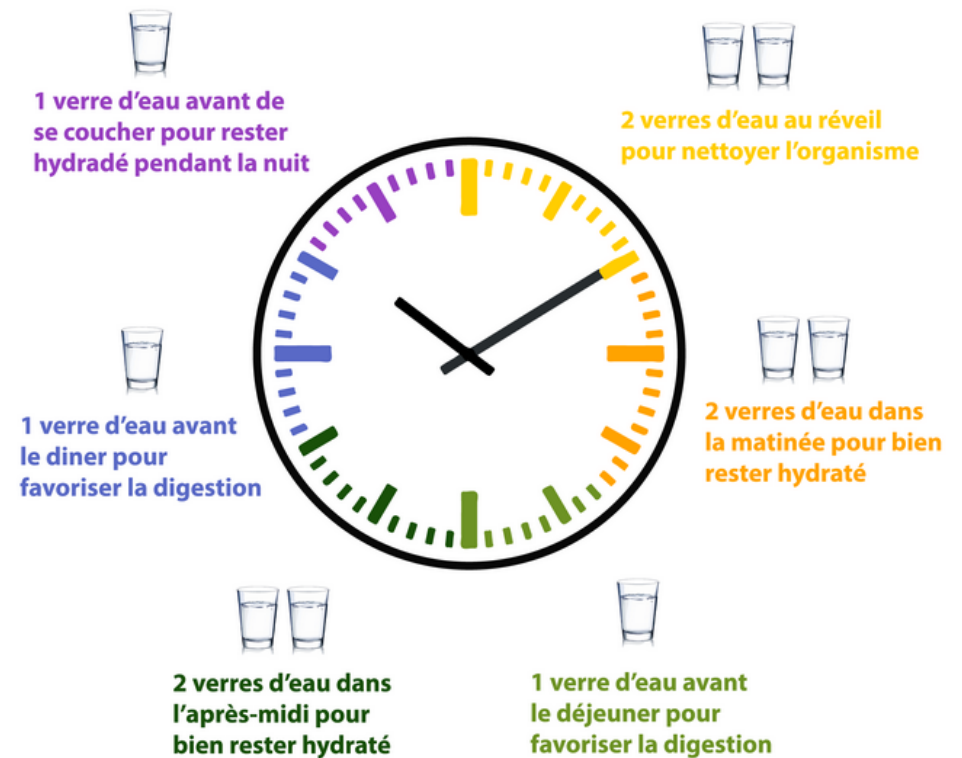 1 verre d'eau avant de
se coucher pour rester
hydradé pendant la nuit
2 verres d'eau au réveil
pour nettoyer l'organisme
2 verres d'eau dans
la matinée pour bien
rester hydraté
1 verre d'eau avant
le diner pour
favoriser la digestion
2 verres d'eau dans
l'après-midi pour
bien rester hydraté
1 verre d'eau avant
le déjeuner pour
favoriser la digestion